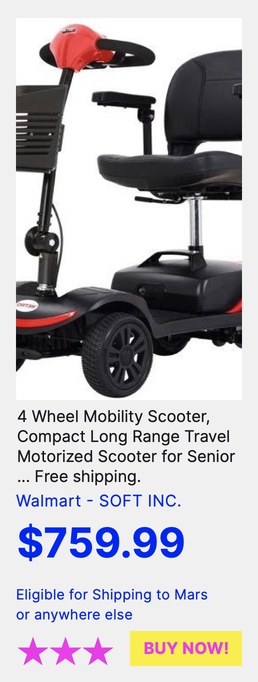 4 Wheel Mobility Scooter,
Compact Long Range Travel
Motorized Scooter for Senior
... Free shipping.
Walmart - SOFT INC.
$759.99
Eligible for Shipping to Mars
or anywhere else
BUY NOW!